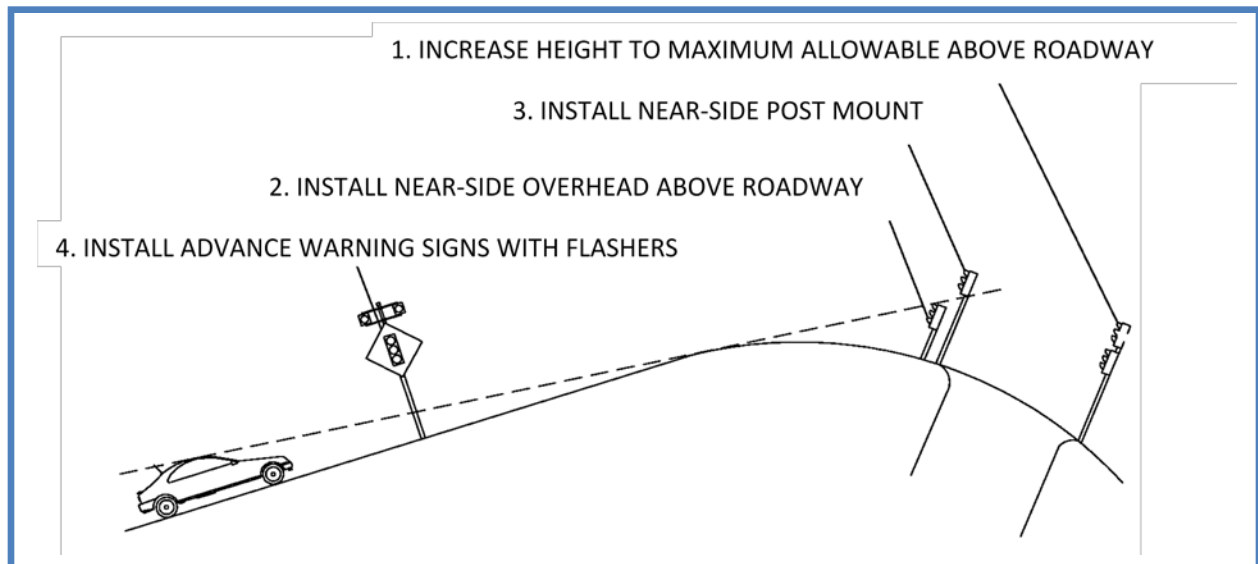 1. INCREASE HEIGHT TO MAXIMUM ALLOWABLE ABOVE ROADWAY
3. INSTALL NEAR-SIDE POST MOUNT
2. INSTALL NEAR-SIDE OVERHEAD ABOVE ROADWAY
4. INSTALL ADVANCE WARNING SIGNS WITH FLASHERS